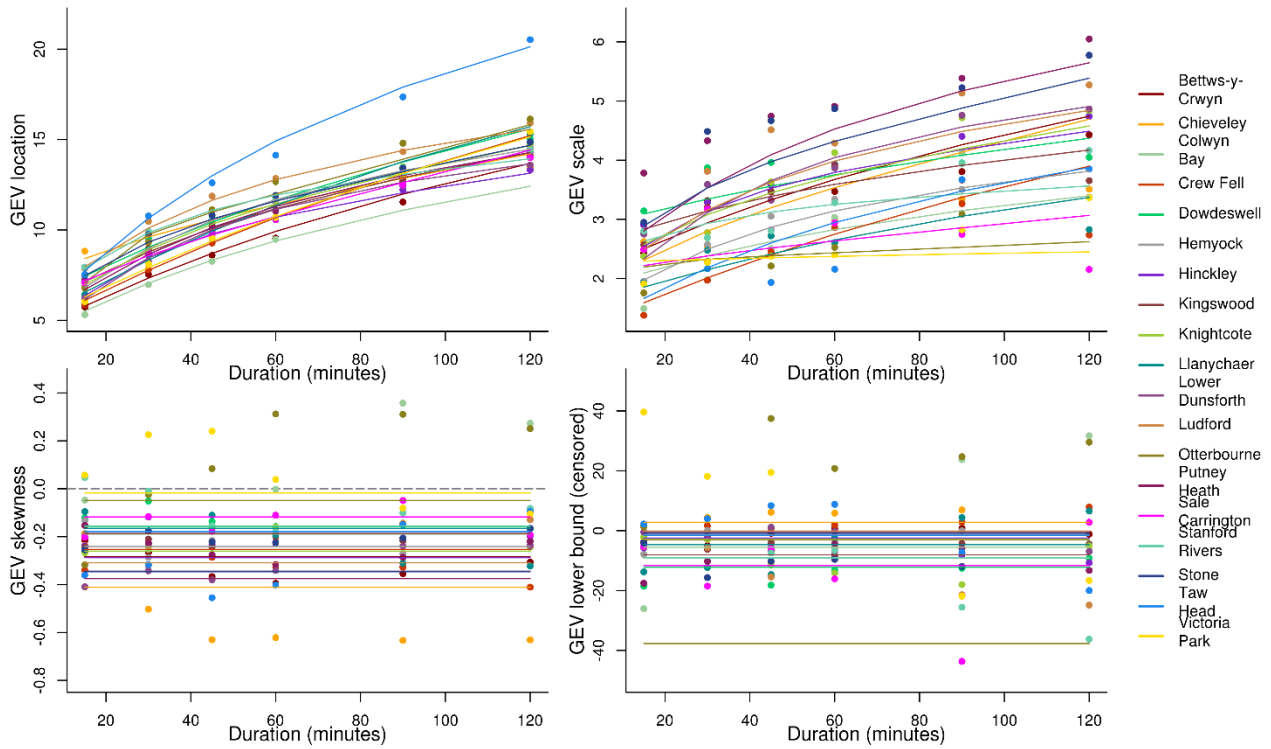 GEV location
20
15
10
5
20 40 60 80 100 120
Duration (minutes)
GEV scale
6
5
4
3
2
20 40 60 80 100 120
Duration (minutes)
GEV skewness
0.4
0.2
0.0
-0.2
-0.4
-0.6
-0.8
20 40 60 80 100 120
Duration (minutes)
GEV lower bound (censored)
40
20
0
-20
-40
20 40 60 80 100 120
Duration (minutes)
Bettws-y-
Crwyn
Chieveley
Colwyn
Bay
Crew Fell
Dowdeswell
Hemyock
Hinckley
Kingswood
Knightcote
Llanychaer
Lower
Dunsforth
Ludford
Otterbourne
Putney
Heath
Sale
Carrington
Stanford
Rivers
Stone
Taw
Head
Victoria
Park